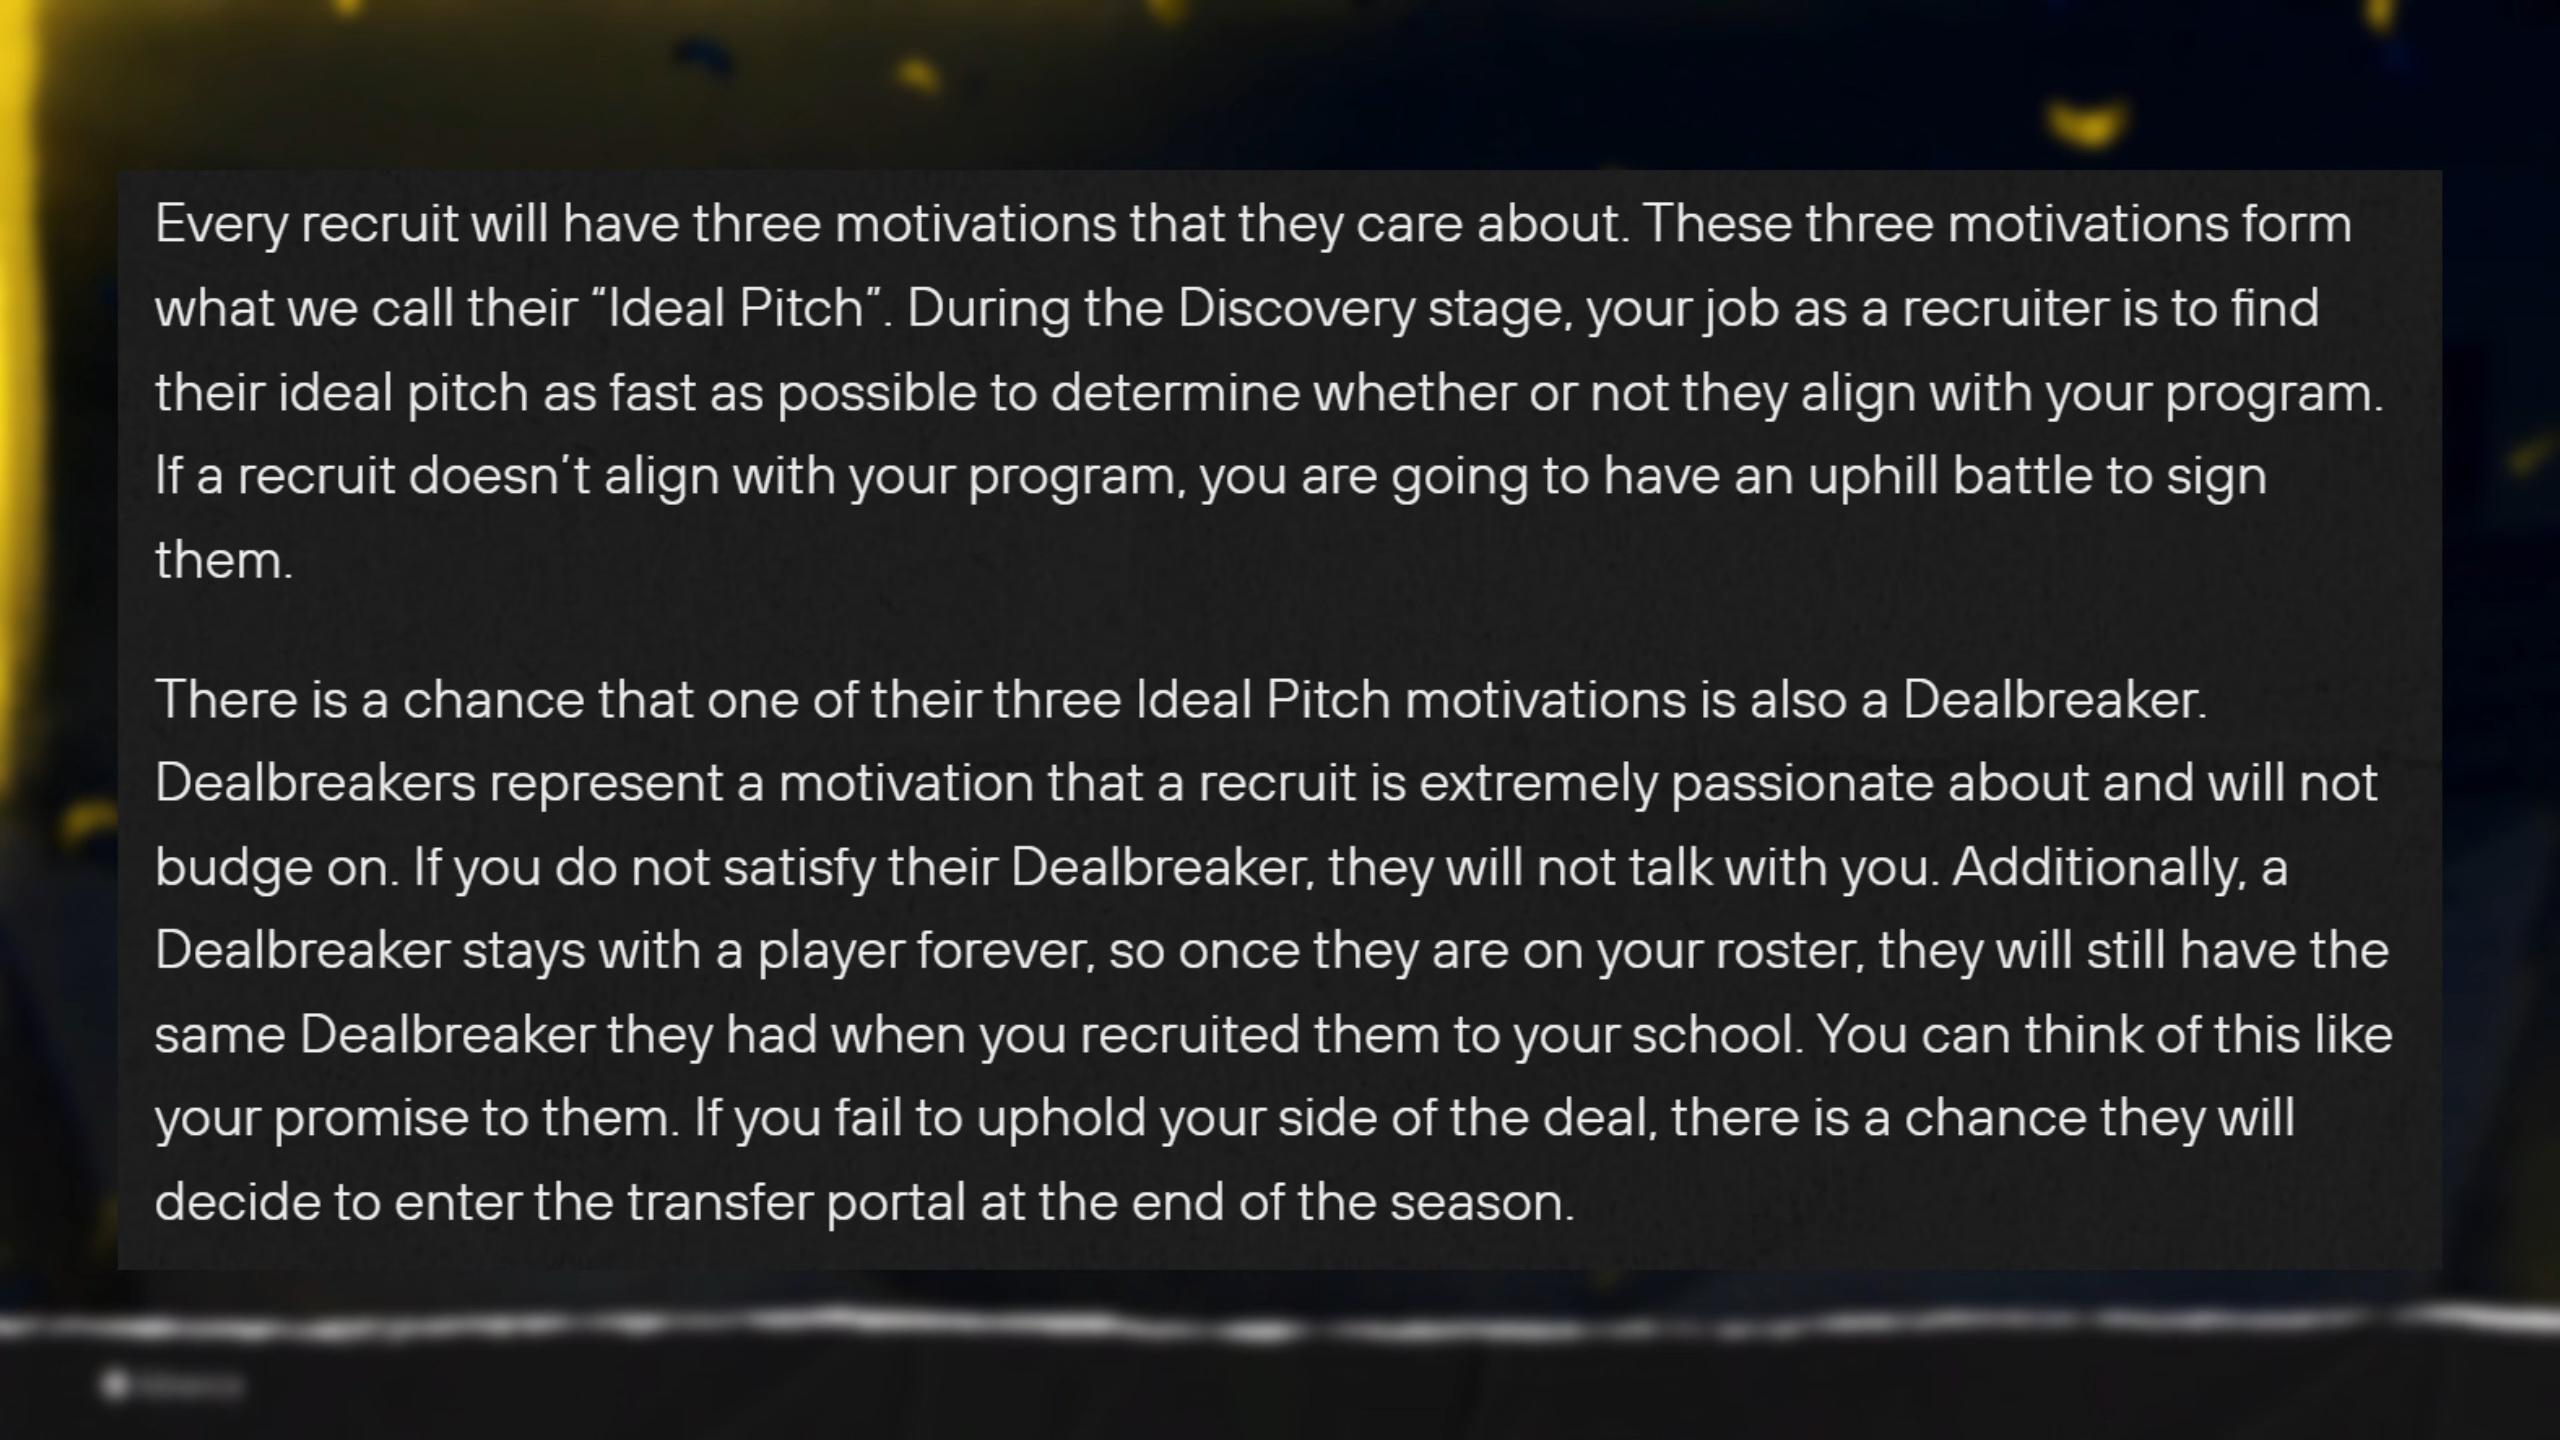 Every recruit will have three motivations that they care about. These three motivations form
what we call their “Ideal Pitch”. During the Discovery stage, your job as a recruiter is to find
their ideal pitch as fast as possible to determine whether or not they align with your program.
If a recruit doesn’t align with your program, you are going to have an uphill battle to sign
them.
There is a chance that one of their three Ideal Pitch motivations is also a Dealbreaker.
Dealbreakers represent a motivation that a recruit is extremely passionate about and will not
budge on. If you do not satisfy their Dealbreaker, they will not talk with you. Additionally, a
Dealbreaker stays with a player forever, so once they are on your roster, they will still have the
same Dealbreaker they had when you recruited them to your school. You can think of this like
your promise to them. If you fail to uphold your side of the deal, there is a chance they will
decide to enter the transfer portal at the end of the season.